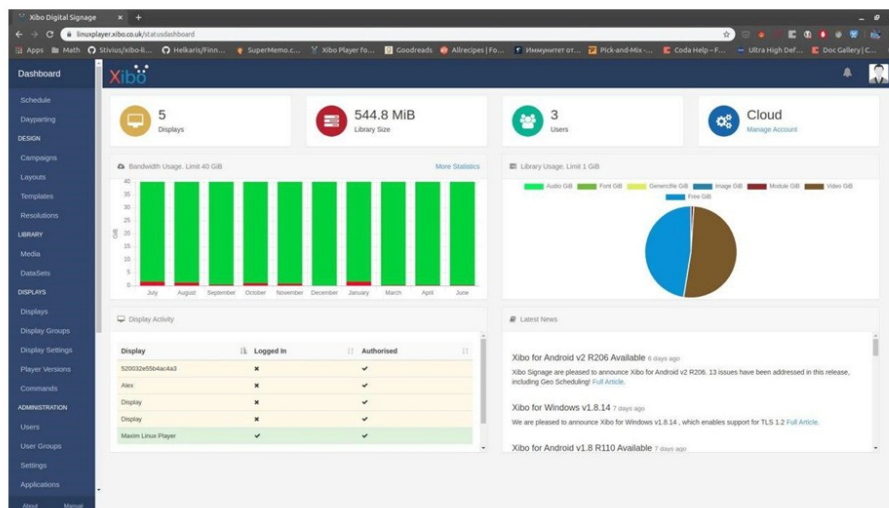 Xibo Digital Signage
linuxplayer.xibo.co.uk/statusdashboard
Apps Math Stivius/xibo-li... Helkaris/Finn... SuperMemo.c... Xibo Player fo... Goodreads Allrecipes | Fo... Иммунитет от... Pick-and-Mix -... Coda Help – F... Ultra High Def... Doc Gallery | C...
Dashboard
Xibo
Schedule
Dayparting
DESIGN
Campaigns
Layouts
Templates
Resolutions
LIBRARY
Media
DataSets
DISPLAYS
Displays
Display Groups
Display Settings
Player Versions
Commands
ADMINISTRATION
Users
User Groups
Settings
Applications
About Manual
5
Displays
544.8 MiB
Library Size
3
Users
Cloud
Manage Account
Bandwidth Usage. Limit 40 GiB More Statistics
GiB
40
35
30
25
20
15
10
5
0
July August September October November December January March April June
Library Usage. Limit 1 GiB
Audio GiB Font GiB Genericfile GiB Image GiB Module GiB Video GiB
Free GiB
Display Activity
Display Logged In Authorised
520032e55b4ac4a3
Alex
Display
Display
Maxim Linux Player
Latest News
Xibo for Android v2 R206 Available 6 days ago
Xibo Signage are pleased to announce Xibo for Android v2 R206. 13 issues have been addressed in this release,
including Geo Scheduling! Full Article.
Xibo for Windows v1.8.14 7 days ago
We are pleased to announce Xibo for Windows v1.8.14 , which enables support for TLS 1.2 Full Article.
Xibo for Android v1.8 R110 Available 7 days ago